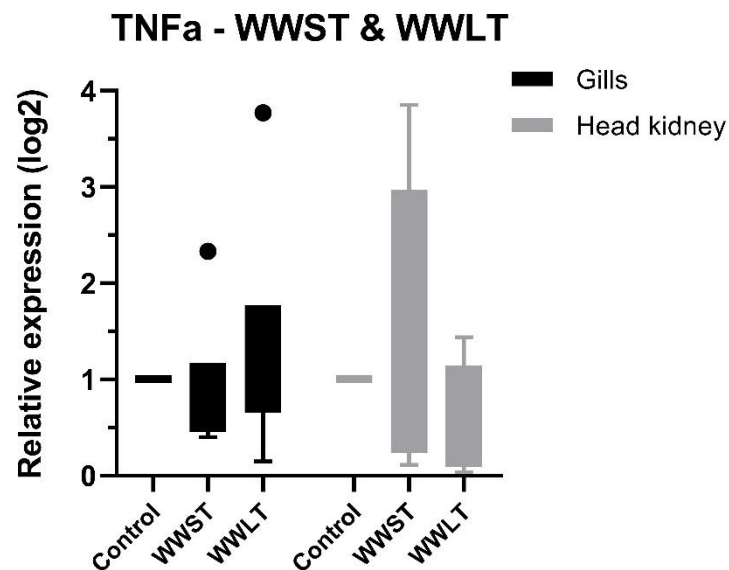 TNFa - WWST & WWLT
Gills
Head kidney
Relative expression (log2)
4
3
2
1
0
Control
WWST
WWLT
Control
WWST
WWLT